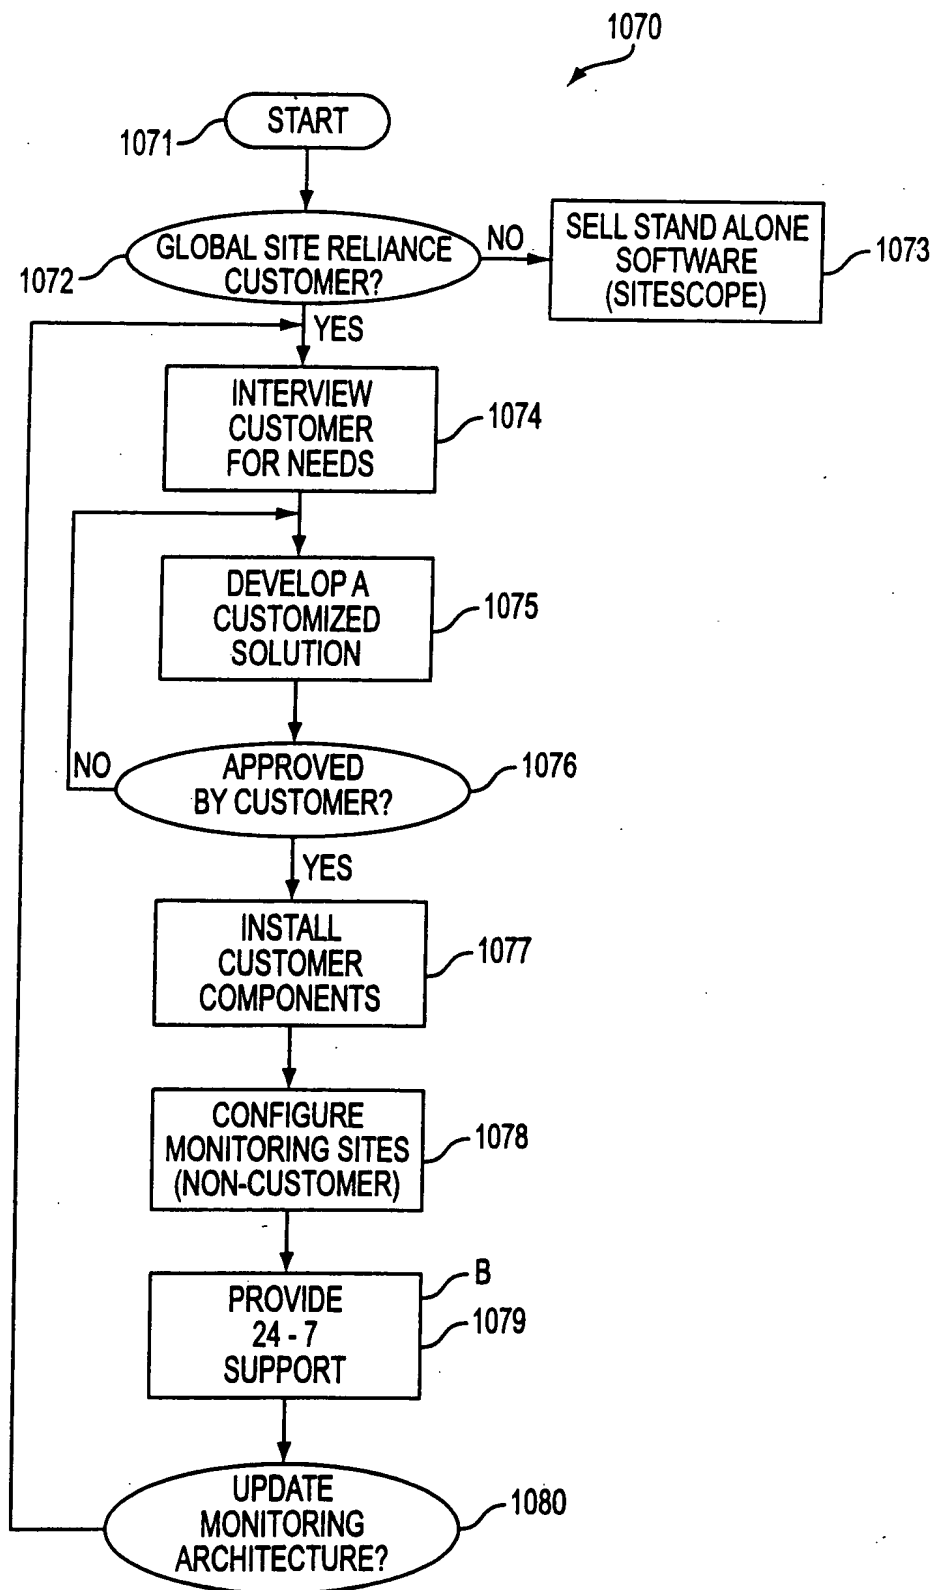 1070
START
1071
GLOBAL SITE RELIANCE
CUSTOMER?
1072
NO
SELL STAND ALONE
SOFTWARE
(SITESCOPE)
1073
YES
INTERVIEW
CUSTOMER
FOR NEEDS
1074
DEVELOP A
CUSTOMIZED
SOLUTION
1075
NO
APPROVED
BY CUSTOMER?
1076
YES
INSTALL
CUSTOMER
COMPONENTS
1077
CONFIGURE
MONITORING SITES
(NON-CUSTOMER)
1078
PROVIDE
24 - 7
SUPPORT
B
1079
UPDATE
MONITORING
ARCHITECTURE?
1080